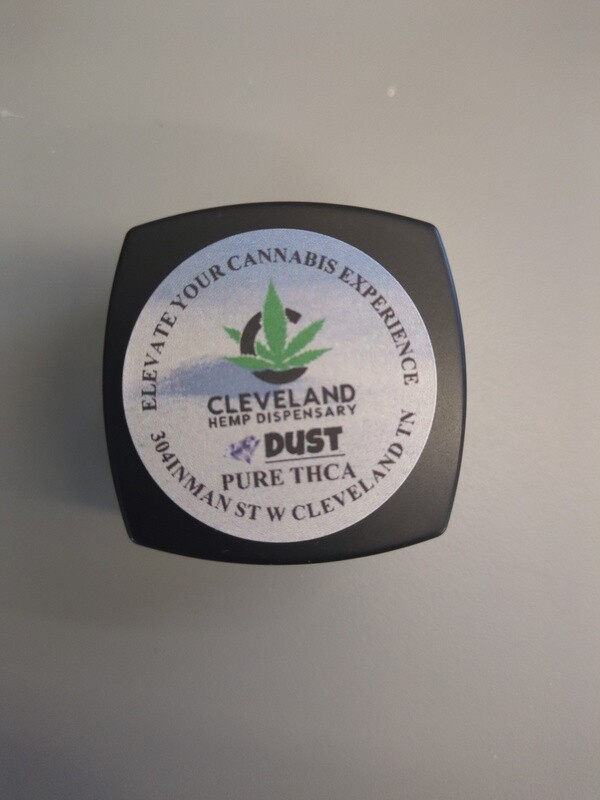 ELEVATE YOUR CANNABIS EXPERIENCE
C
CLEVELAND
HEMP DISPENSARY
DUST
PURE THCA
304INMAN ST W CLEVELAND TN